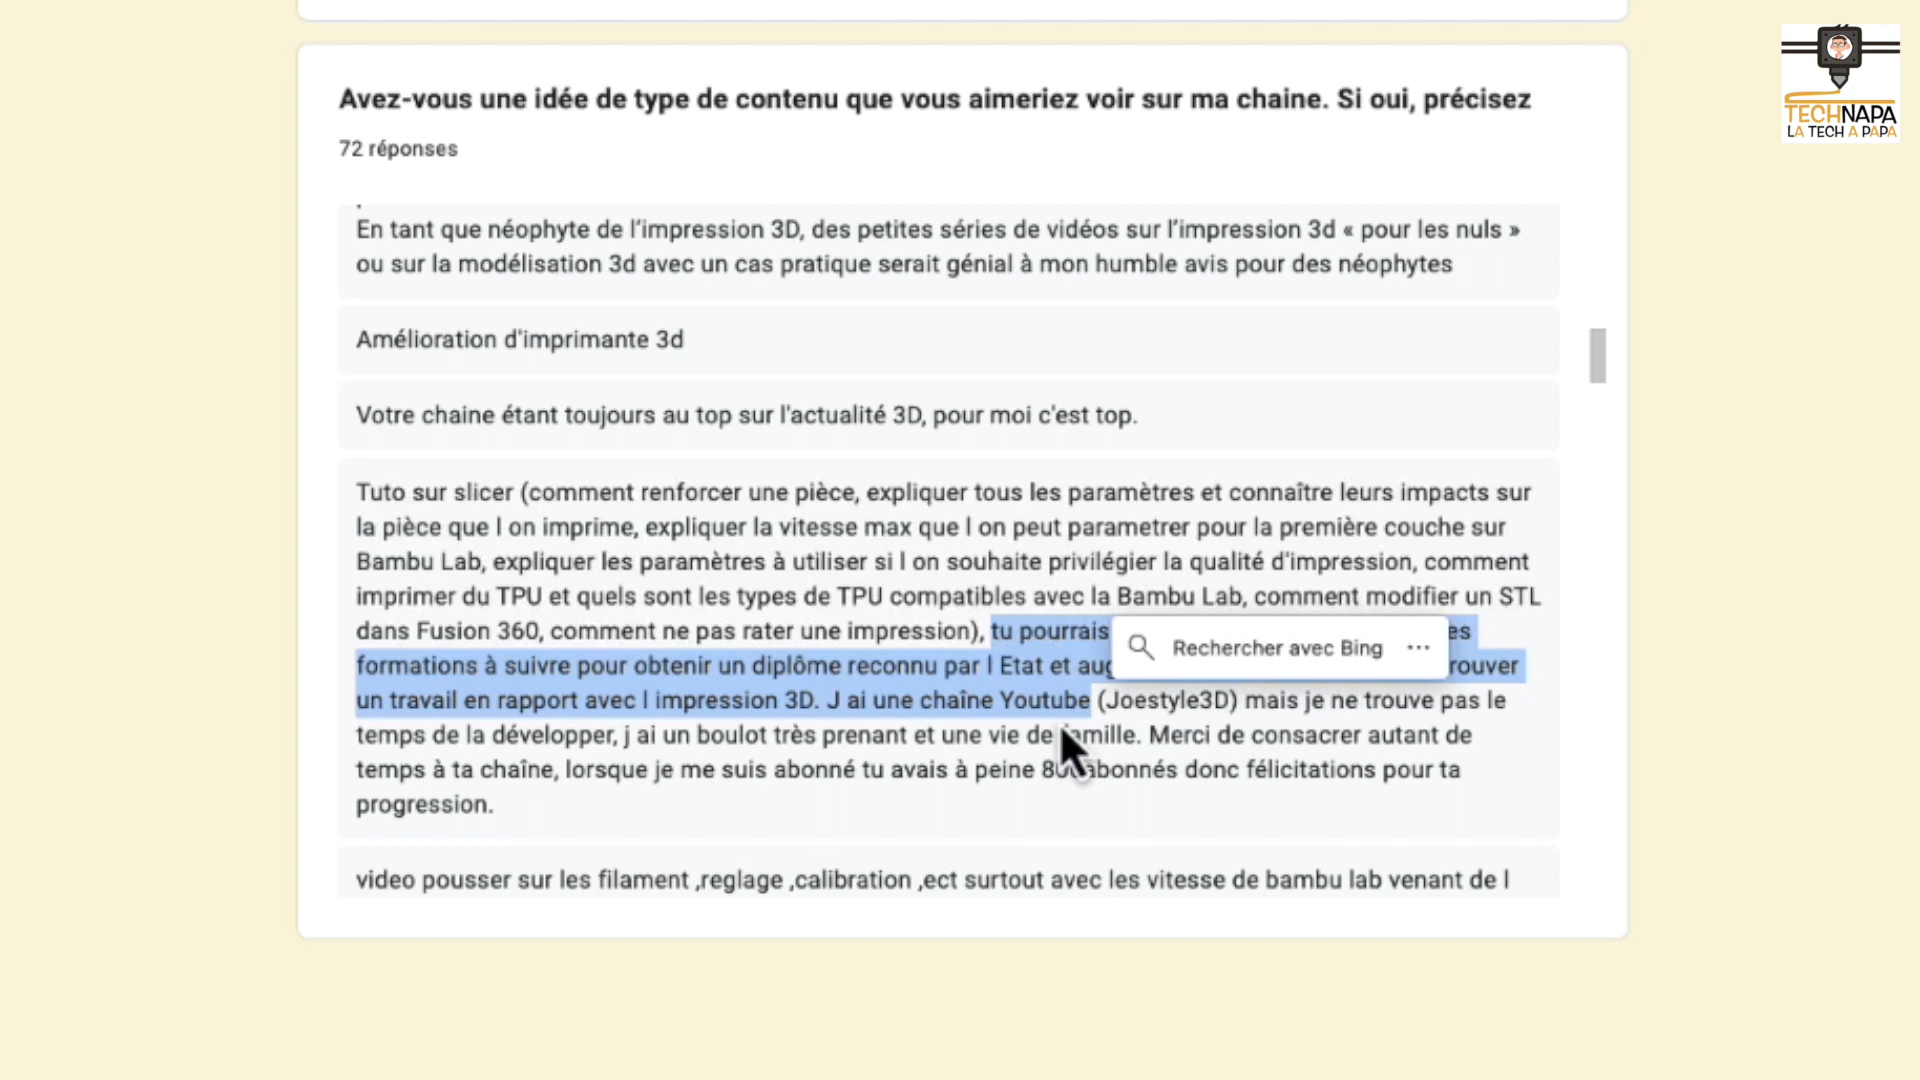 TECHNAPA
LA TECH A PAPA
Avez-vous une idée de type de contenu que vous aimeriez voir sur ma chaine. Si oui, précisez
72 réponses
En tant que néophyte de l’impression 3D, des petites séries de vidéos sur l’impression 3d « pour les nuls »
ou sur la modélisation 3d avec un cas pratique serait génial à mon humble avis pour des néophytes
Amélioration d'imprimante 3d
Votre chaine étant toujours au top sur l'actualité 3D, pour moi c'est top.
Tuto sur slicer (comment renforcer une pièce, expliquer tous les paramètres et connaître leurs impacts sur
la pièce que l on imprime, expliquer la vitesse max que l on peut parametrer pour la première couche sur
Bambu Lab, expliquer les paramètres à utiliser si l on souhaite privilégier la qualité d'impression, comment
imprimer du TPU et quels sont les types de TPU compatibles avec la Bambu Lab, comment modifier un STL
dans Fusion 360, comment ne pas rater une impression), tu pourrais
Rechercher avec Bing ...
formations à suivre pour obtenir un diplôme reconnu par l Etat et
un travail en rapport avec l impression 3D. J ai une chaîne Youtube (Joestyle3D) mais je ne trouve pas le
temps de la développer, j ai un boulot très prenant et une vie de
. Merci de consacrer autant de
temps à ta chaîne, lorsque je me suis abonné tu avais à peine
abonnés donc félicitations pour ta
progression.
video pousser sur les filament ,reglage ,calibration ,ect surtout avec les vitesse de bambu lab venant de l